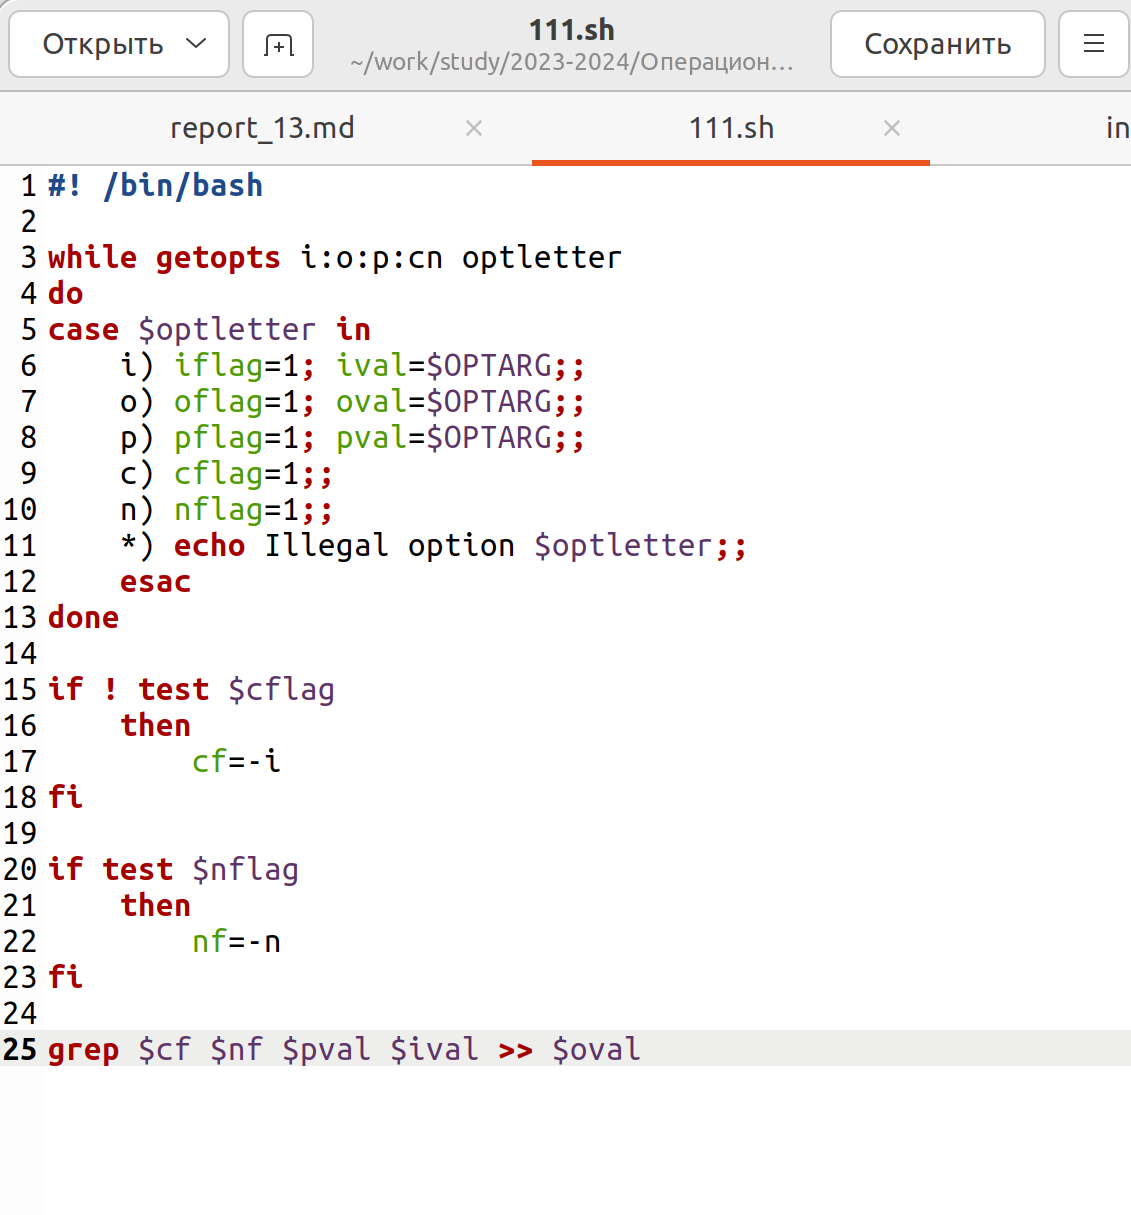 Открыть
111.sh
~/work/study/2023-2024/Операцион…
Сохранить
report_13.md
111.sh
in
1 #! /bin/bash
2
3 while getopts i:o:p:cn optletter
4 do
5 case $optletter in
6     i) iflag=1; ival=$OPTARG;;
7     o) oflag=1; oval=$OPTARG;;
8     p) pflag=1; pval=$OPTARG;;
9     c) cflag=1;;
10     n) nflag=1;;
11     *) echo Illegal option $optletter;;
12     esac
13 done
14
15 if ! test $cflag
16     then
17         cf=-i
18 fi
19
20 if test $nflag
21     then
22         nf=-n
23 fi
24
25 grep $cf $nf $pval $ival >> $oval